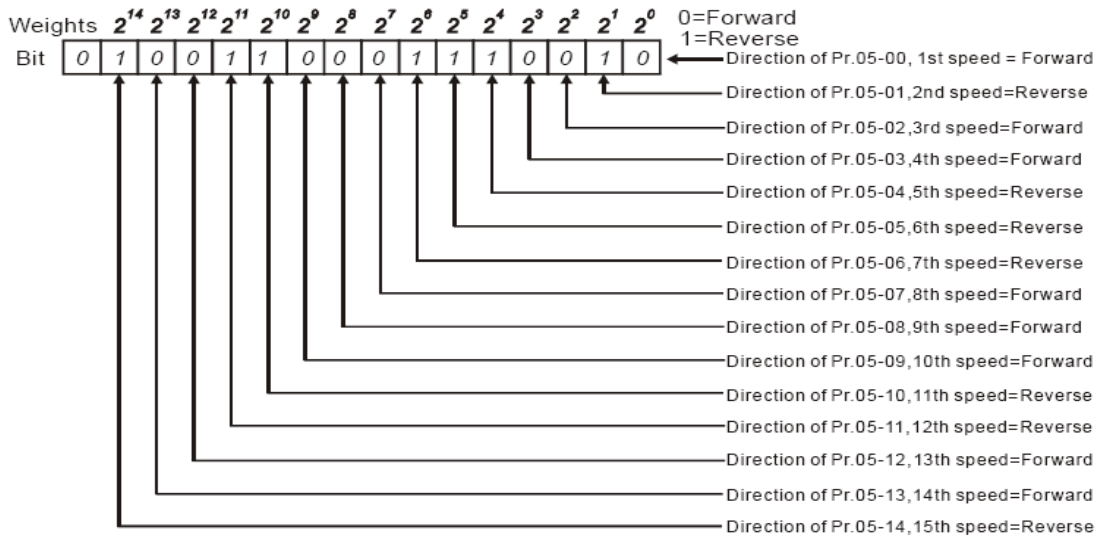 Weights 2^14 2^13 2^12 2^11 2^10 2^9 2^8 2^7 2^6 2^5 2^4 2^3 2^2 2^1 2^0
0=Forward
1=Reverse
Bit 0 1 0 0 1 1 0 0 0 1 1 1 0 0 1 0
Direction of Pr.05-00, 1st speed = Forward
Direction of Pr.05-01,2nd speed=Reverse
Direction of Pr.05-02,3rd speed=Forward
Direction of Pr.05-03,4th speed=Forward
Direction of Pr.05-04,5th speed=Reverse
Direction of Pr.05-05,6th speed=Reverse
Direction of Pr.05-06,7th speed=Reverse
Direction of Pr.05-07,8th speed=Forward
Direction of Pr.05-08,9th speed=Forward
Direction of Pr.05-09,10th speed=Forward
Direction of Pr.05-10,11th speed=Reverse
Direction of Pr.05-11,12th speed=Reverse
Direction of Pr.05-12,13th speed=Forward
Direction of Pr.05-13,14th speed=Forward
Direction of Pr.05-14,15th speed=Reverse